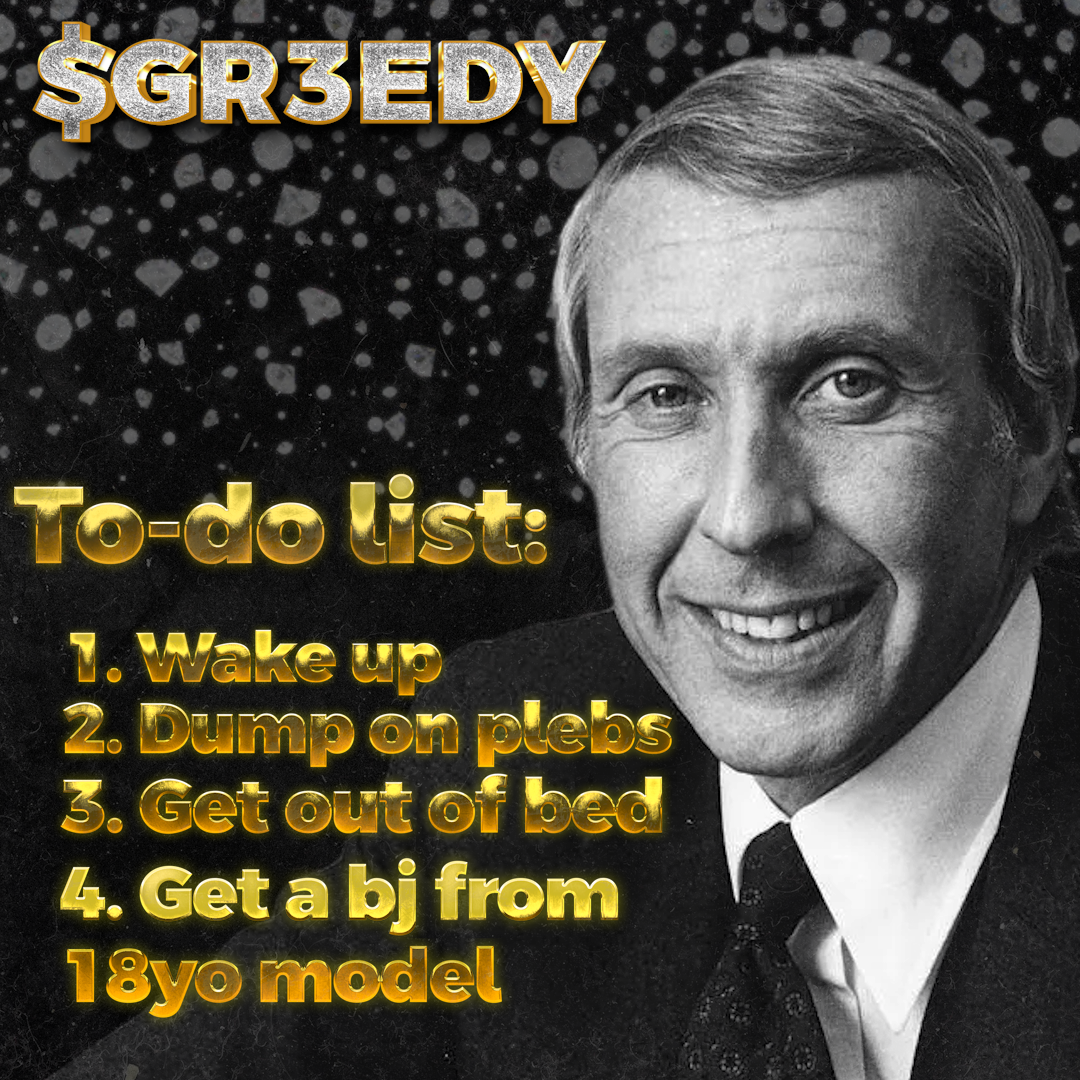 $GR3EDY
To-do list:
1. Wake up
2. Dump on plebs
3. Get out of bed
4. Get a bj from
18yo model